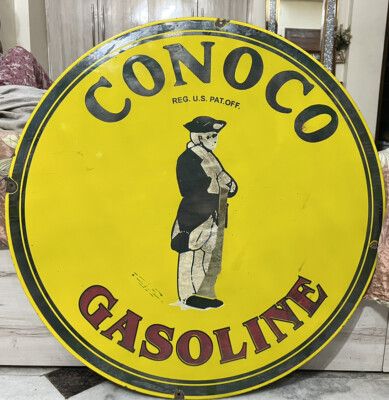 CONOCO
REG. U.S. PAT.OFF.
GASOLINE